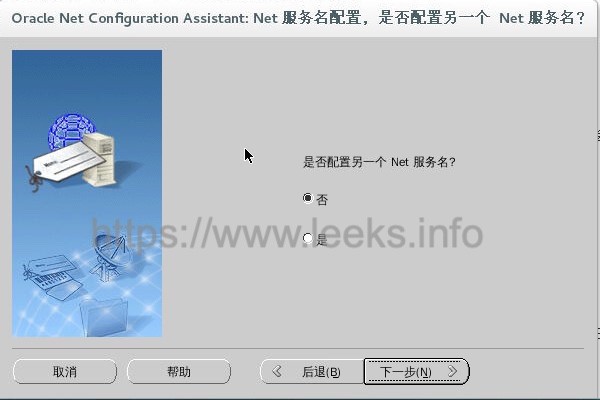 Oracle Net Configuration Assistant: Net 服务名配置，是否配置另一个 Net 服务名?
是否配置另一个 Net 服务名?
否
https://www.leeks.info
是
取消
帮助
后退(B)
下一步(N)